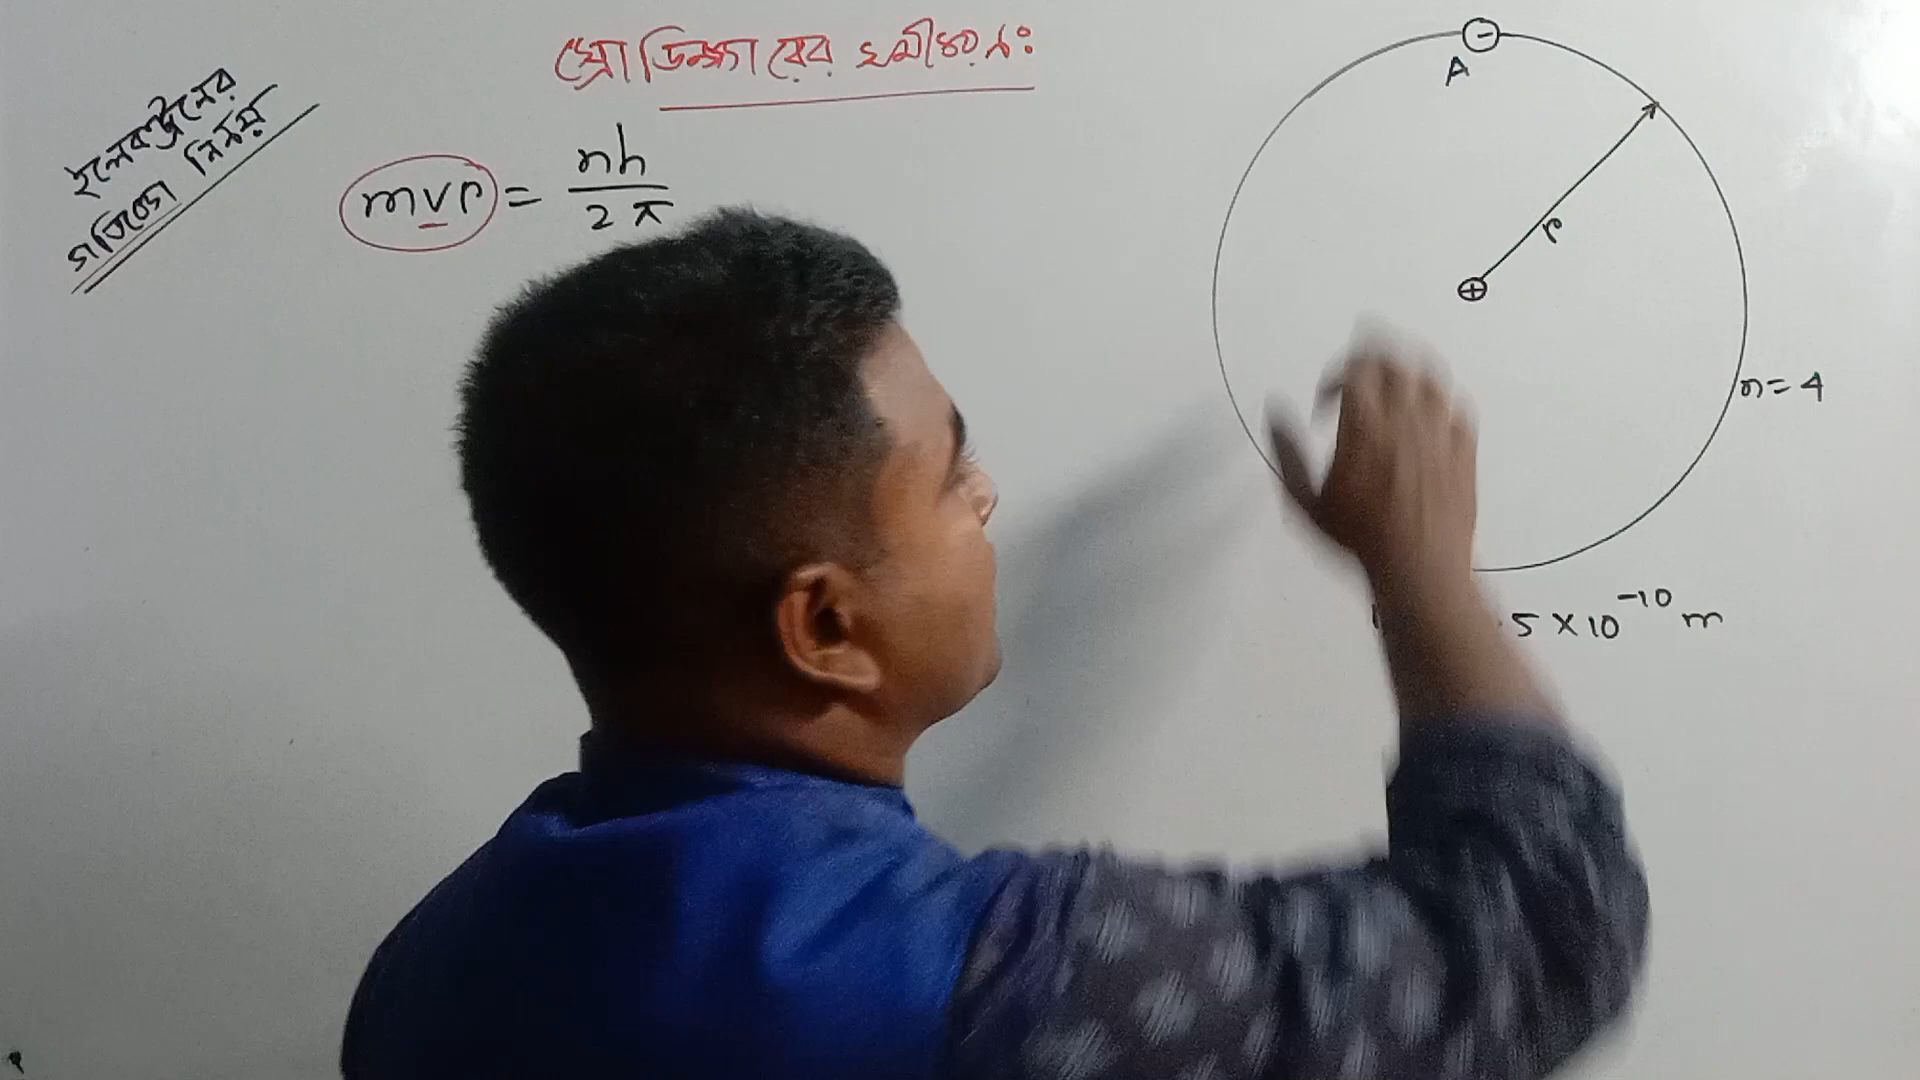 শ্রোডিঙ্গারের সমীকরণঃ
ইলেকট্রনের
গতিবেগ নির্ণয়
mvr = nh / 2π
A
r
n = 4
.5 × 10⁻¹⁰ m